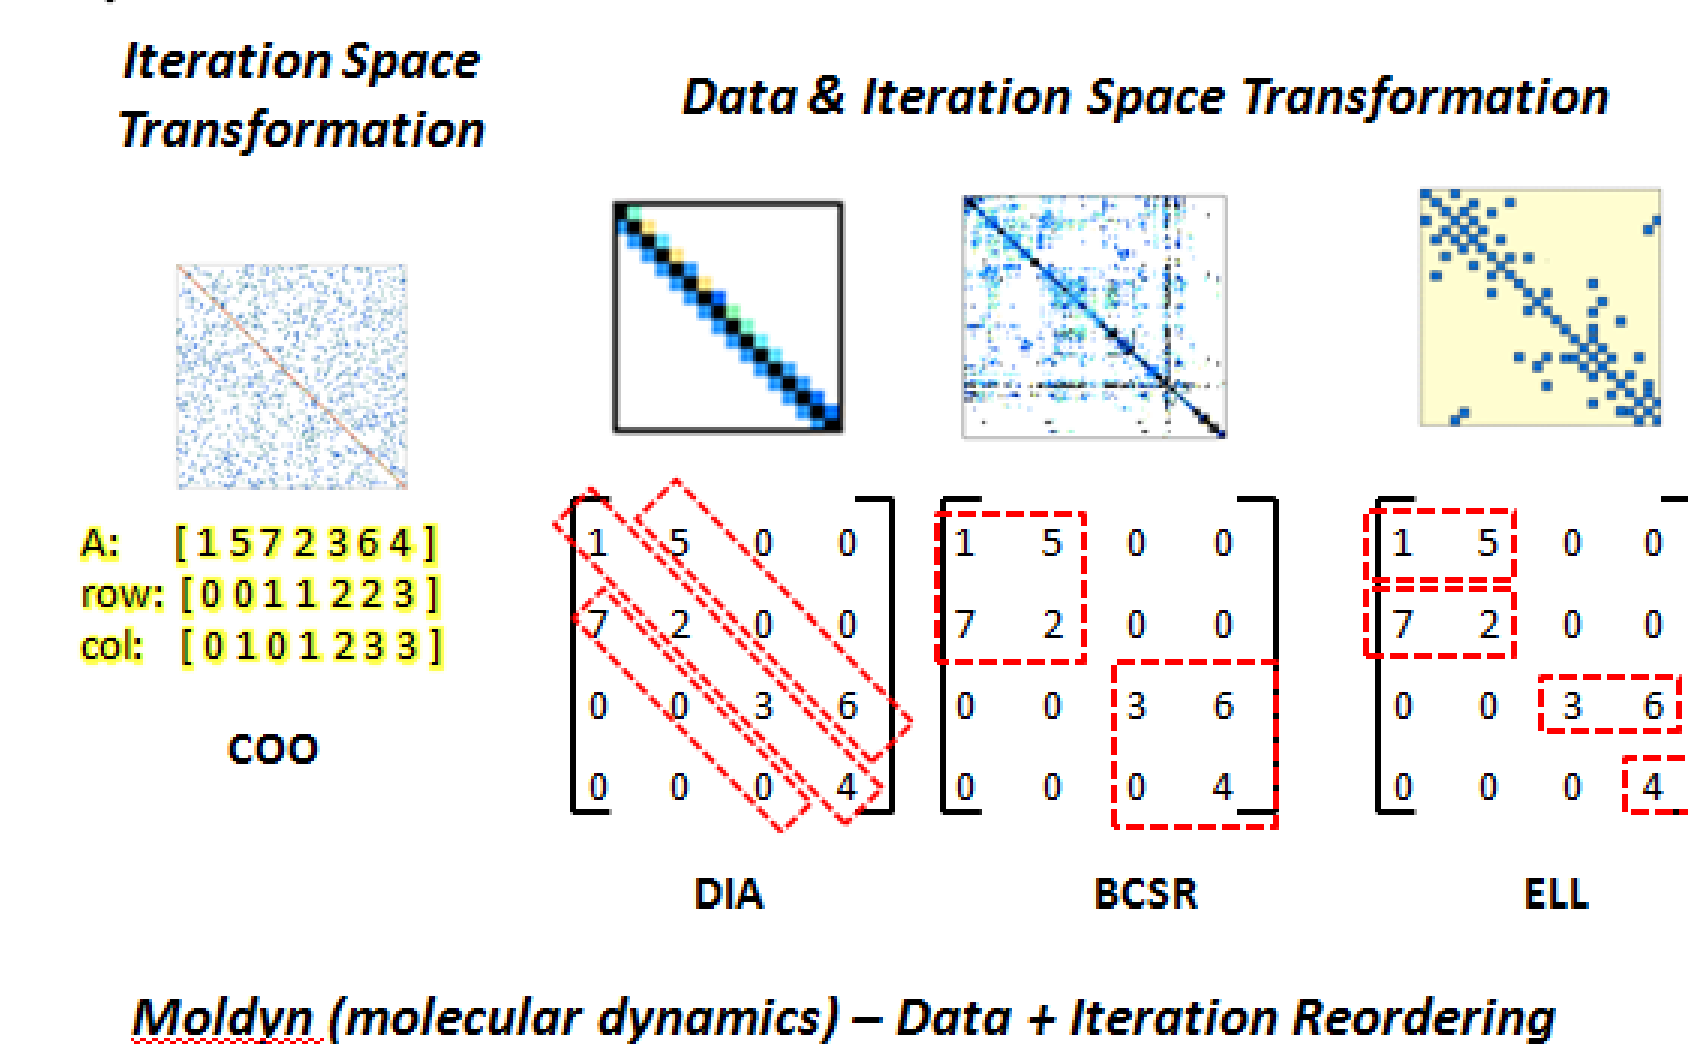 Iteration Space
Transformation
Data & Iteration Space Transformation
A: [ 1 5 7 2 3 6 4 ]
row: [ 0 0 1 1 2 2 3 ]
col: [ 0 1 0 1 2 3 3 ]
COO
1 5 0 0
7 2 0 0
0 0 3 6
0 0 0 4
DIA
1 5 0 0
7 2 0 0
0 0 3 6
0 0 0 4
BCSR
1 5 0 0
7 2 0 0
0 0 3 6
0 0 0 4
ELL
Moldyn (molecular dynamics) – Data + Iteration Reordering